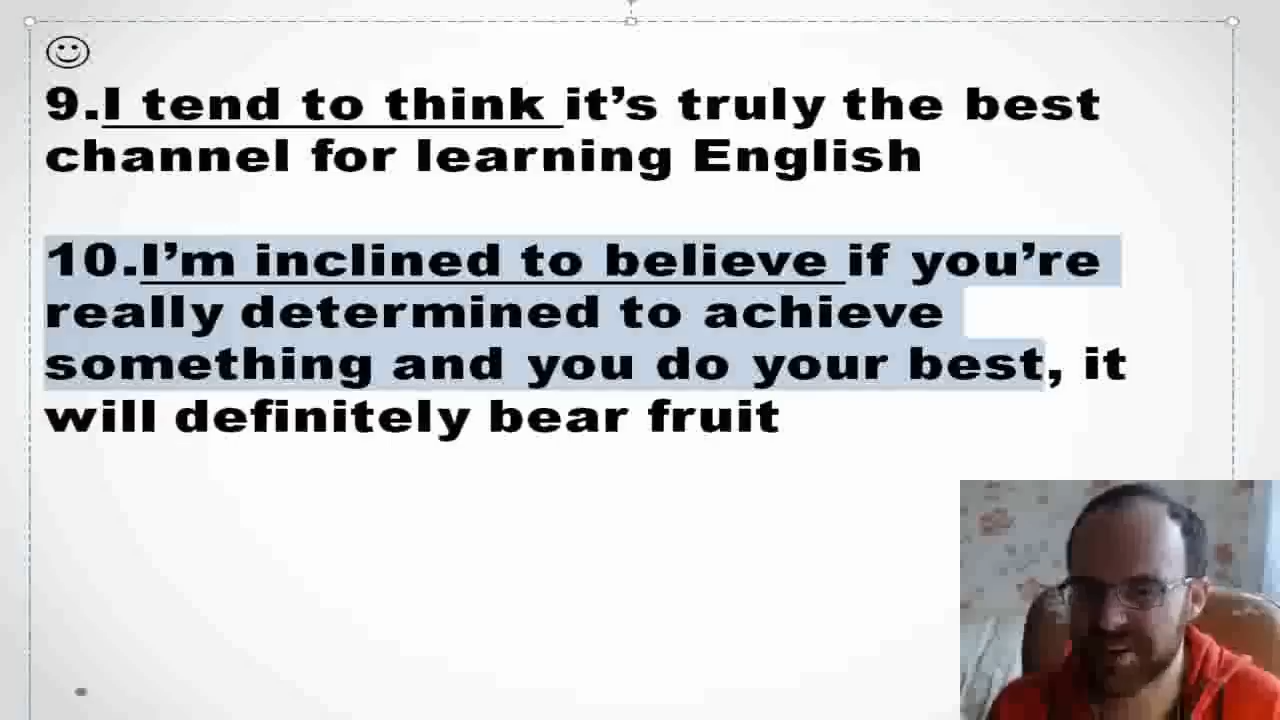 9.I tend to think it’s truly the best
channel for learning English
10.I’m inclined to believe if you’re
really determined to achieve
something and you do your best, it
will definitely bear fruit